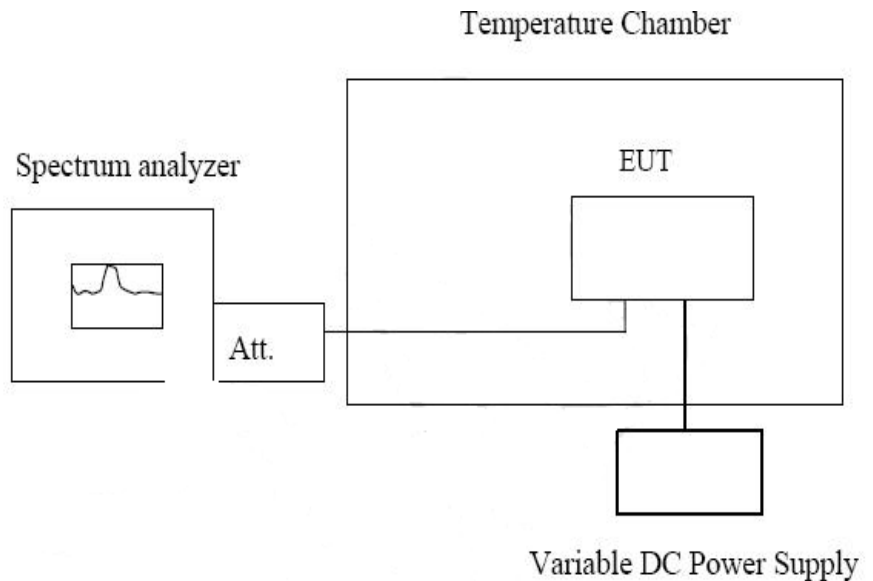 Temperature Chamber
Spectrum analyzer
EUT
Att.
Variable DC Power Supply